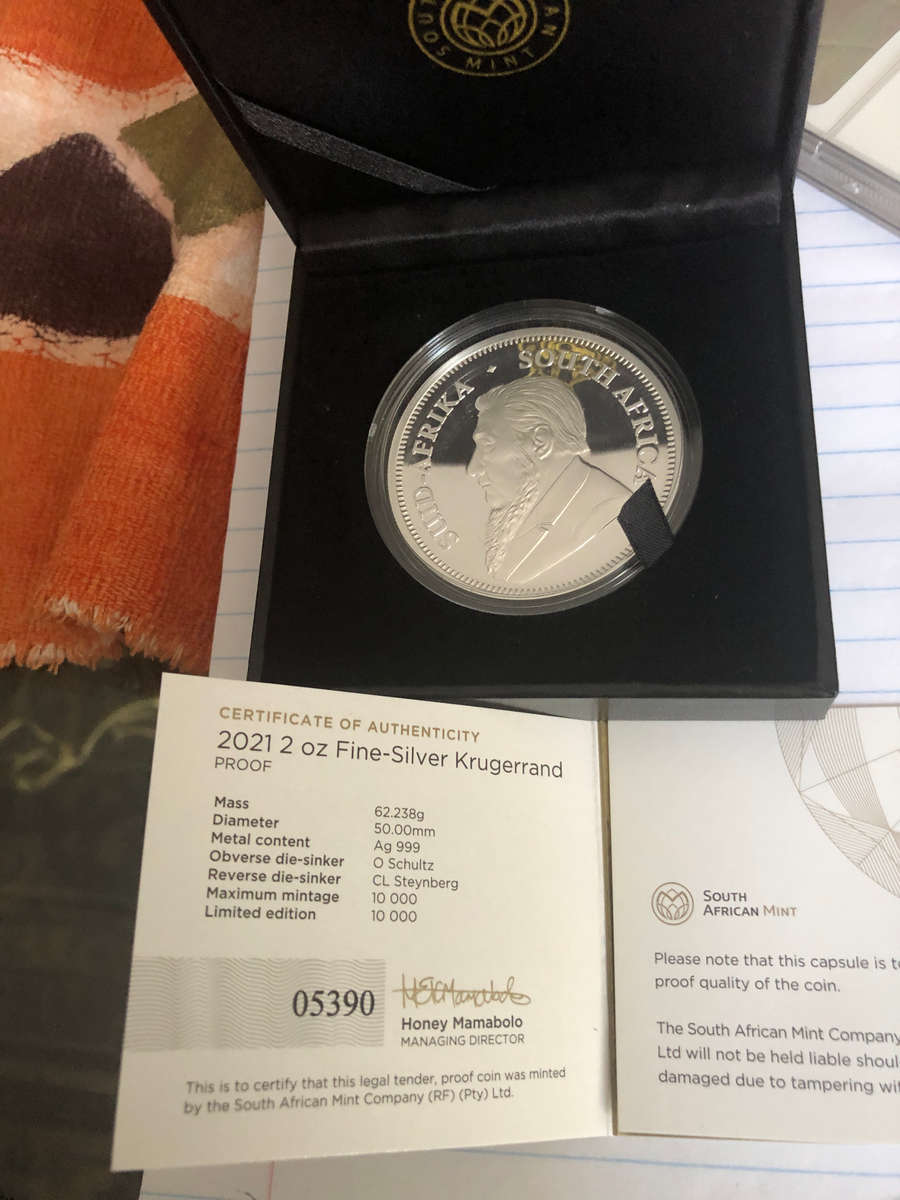 SOUTH AFRICAN MINT
SUID-AFRIKA · SOUTH AFRICA
CERTIFICATE OF AUTHENTICITY
2021 2 oz Fine-Silver Krugerrand
PROOF
Mass 62.238g
Diameter 50.00mm
Metal content Ag 999
Obverse die-sinker O Schultz
Reverse die-sinker CL Steynberg
Maximum mintage 10 000
Limited edition 10 000
05390
Honey Mamabolo
MANAGING DIRECTOR
This is to certify that this legal tender, proof coin was minted
by the South African Mint Company (RF) (Pty) Ltd.
SOUTH
AFRICAN MINT
Please note that this capsule is
proof quality of the coin.
The South African Mint Company
Ltd will not be held liable
damaged due to tampering